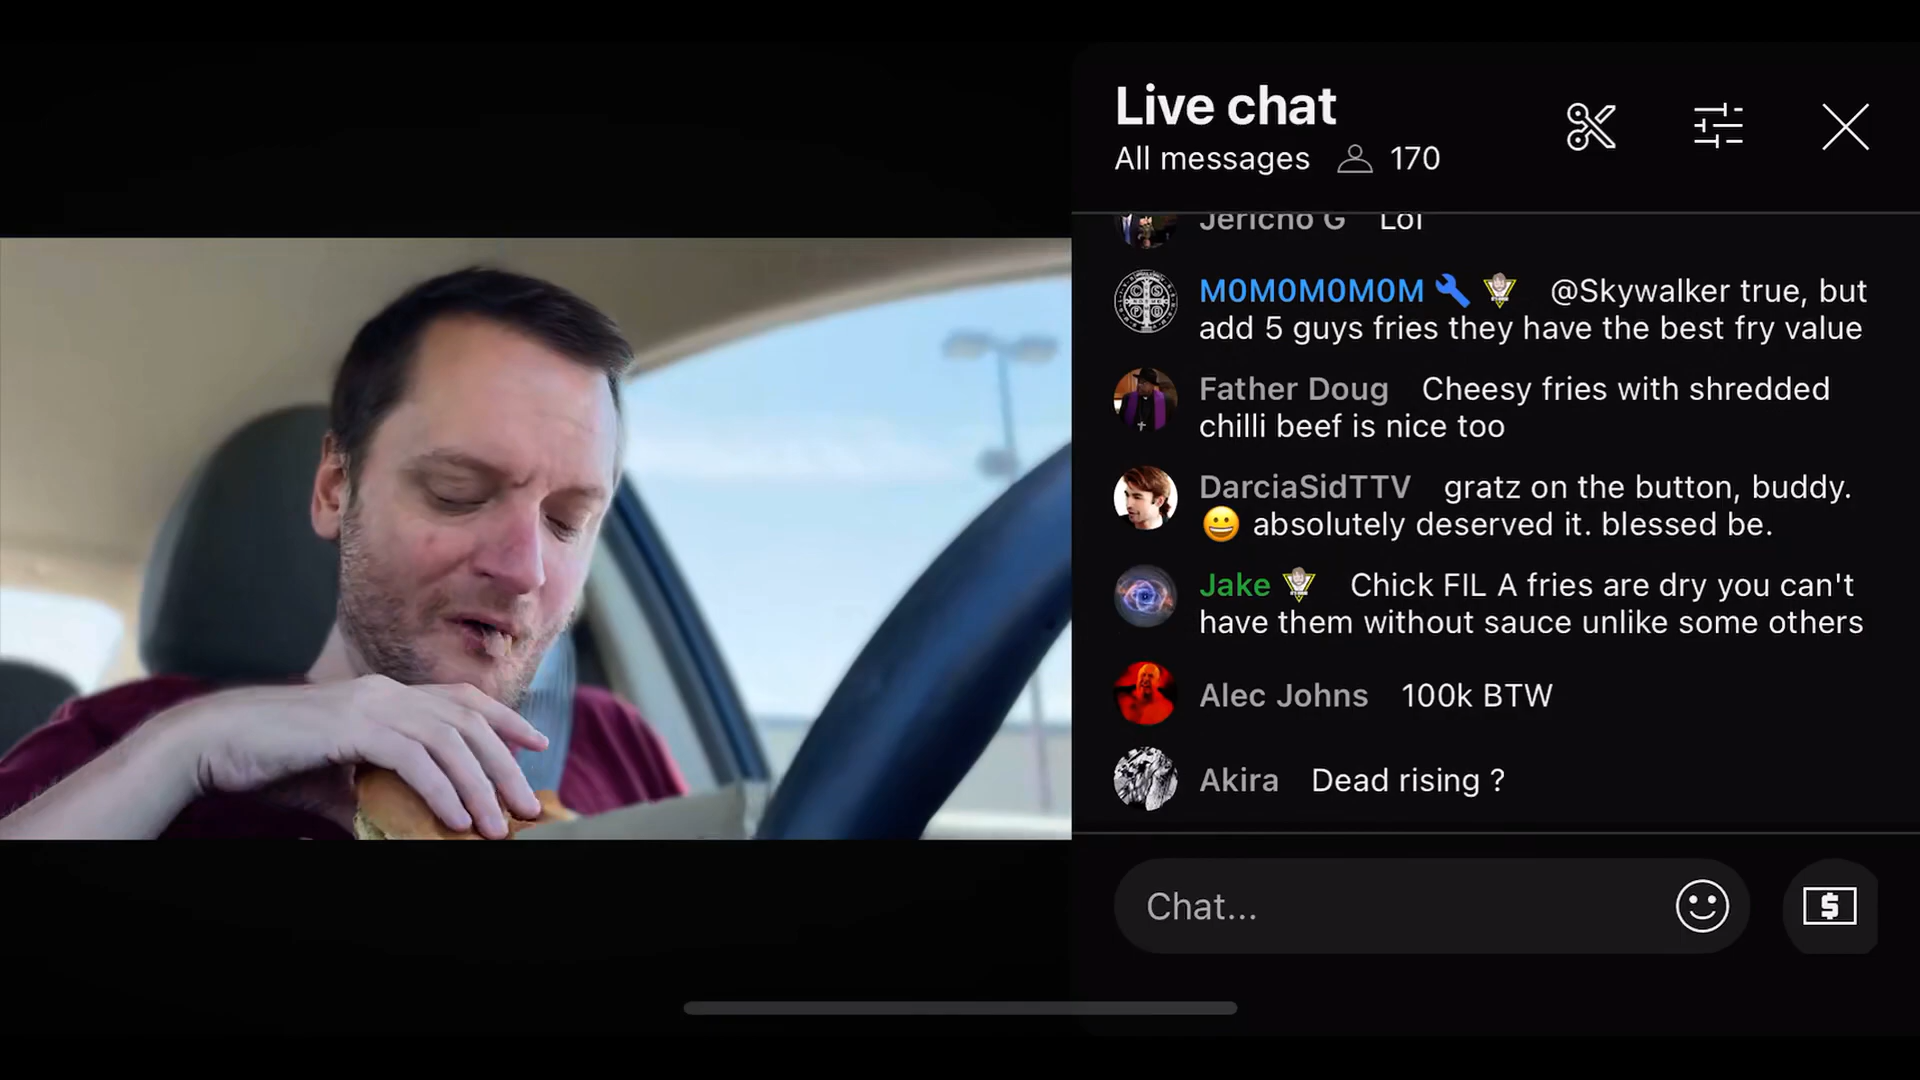 Live chat
All messages 170
Jericho G Lol
M0M0M0M0M @Skywalker true, but
add 5 guys fries they have the best fry value
Father Doug Cheesy fries with shredded
chilli beef is nice too
DarciaSidTTV gratz on the button, buddy.
😀 absolutely deserved it. blessed be.
Jake Chick FIL A fries are dry you can't
have them without sauce unlike some others
Alec Johns 100k BTW
Akira Dead rising ?
Chat...